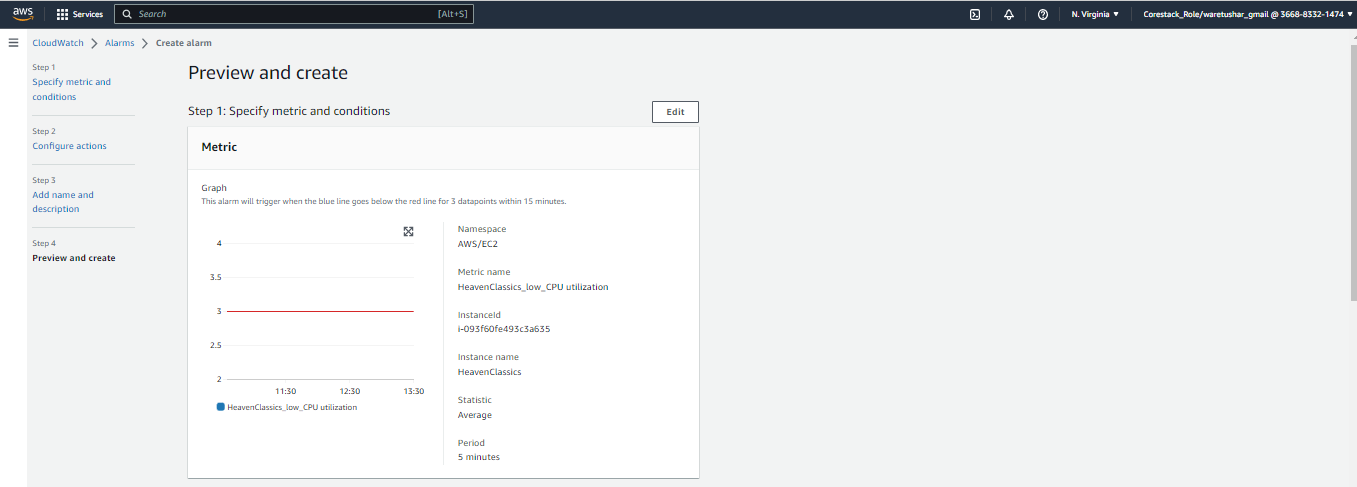 aws
Services
Search [Alt+S]
N. Virginia ▼
Corestack_Role/waretushar_gmail @ 3668-8332-1474 ▼
CloudWatch > Alarms > Create alarm
Step 1
Specify metric and
conditions
Step 2
Configure actions
Step 3
Add name and
description
Step 4
Preview and create
Preview and create
Step 1: Specify metric and conditions
Edit
Metric
Graph
This alarm will trigger when the blue line goes below the red line for 3 datapoints within 15 minutes.
4
3.5
3
2.5
2
11:30 12:30 13:30
HeavenClassics_low_CPU utilization
Namespace
AWS/EC2
Metric name
HeavenClassics_low_CPU utilization
InstanceId
i-093f60fe493c3a635
Instance name
HeavenClassics
Statistic
Average
Period
5 minutes